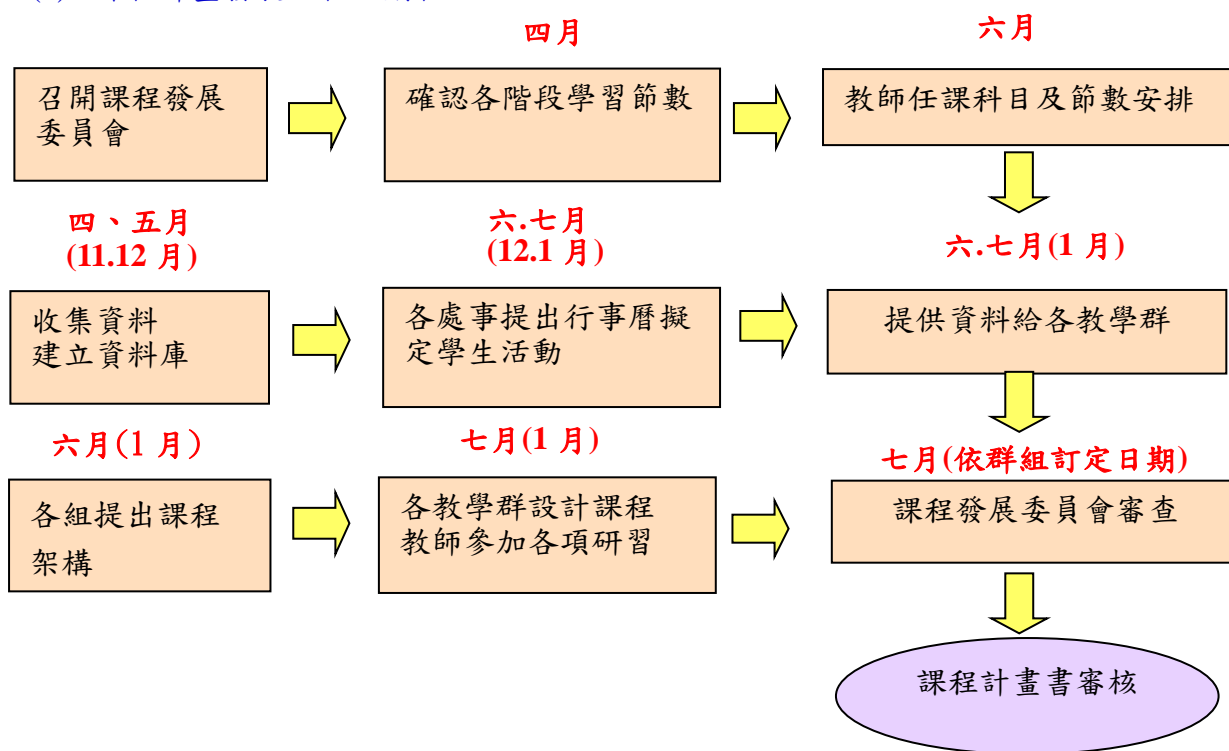 四月
六月
召開課程發展
委員會
確認各階段學習節數
教師任課科目及節數安排
四、五月
(11.12 月)
六.七月
(12.1 月)
六.七月(1 月)
收集資料
建立資料庫
各處事提出行事曆擬
定學生活動
提供資料給各教學群
六月(1 月)
七月(1 月)
七月(依群組訂定日期)
各組提出課程
架構
各教學群設計課程
教師參加各項研習
課程發展委員會審查
課程計畫書審核